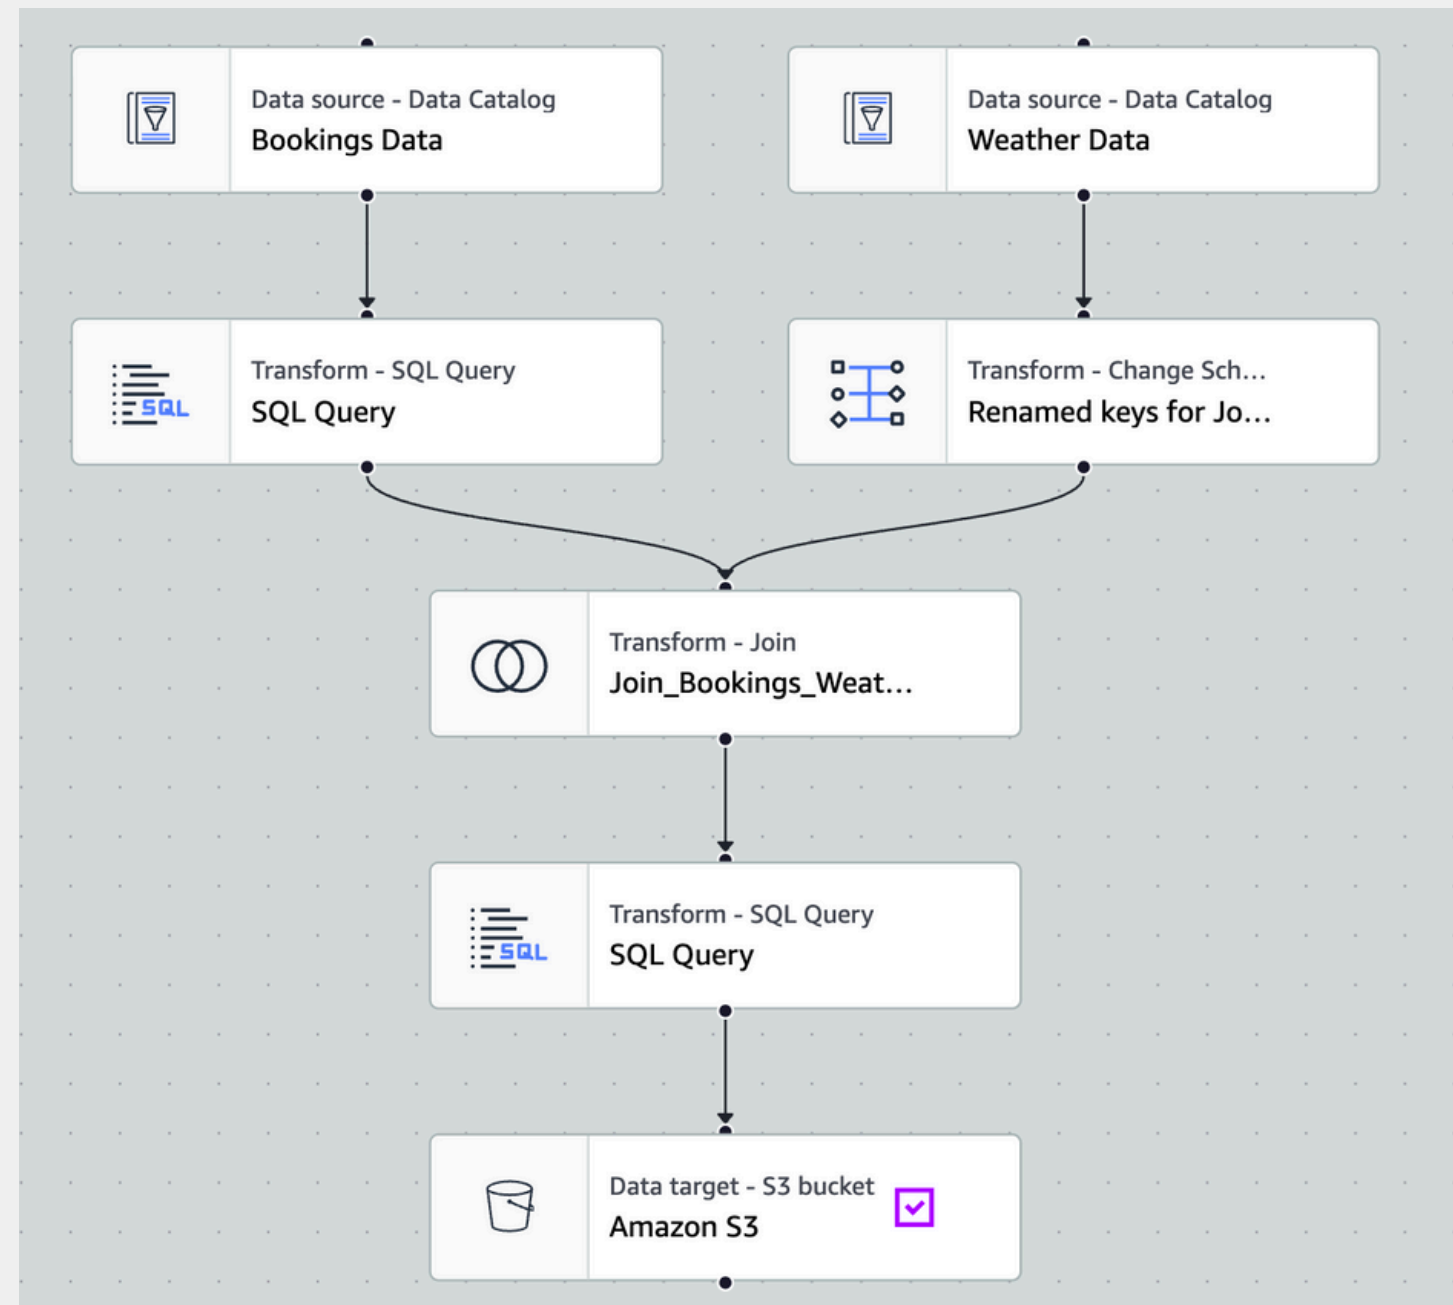 Data source - Data Catalog
Bookings Data
Data source - Data Catalog
Weather Data
Transform - SQL Query
SQL
SQL Query
Transform - Change Sch...
Renamed keys for Jo...
Transform - Join
Join_Bookings_Weat...
Transform - SQL Query
SQL
SQL Query
Data target - S3 bucket
Amazon S3